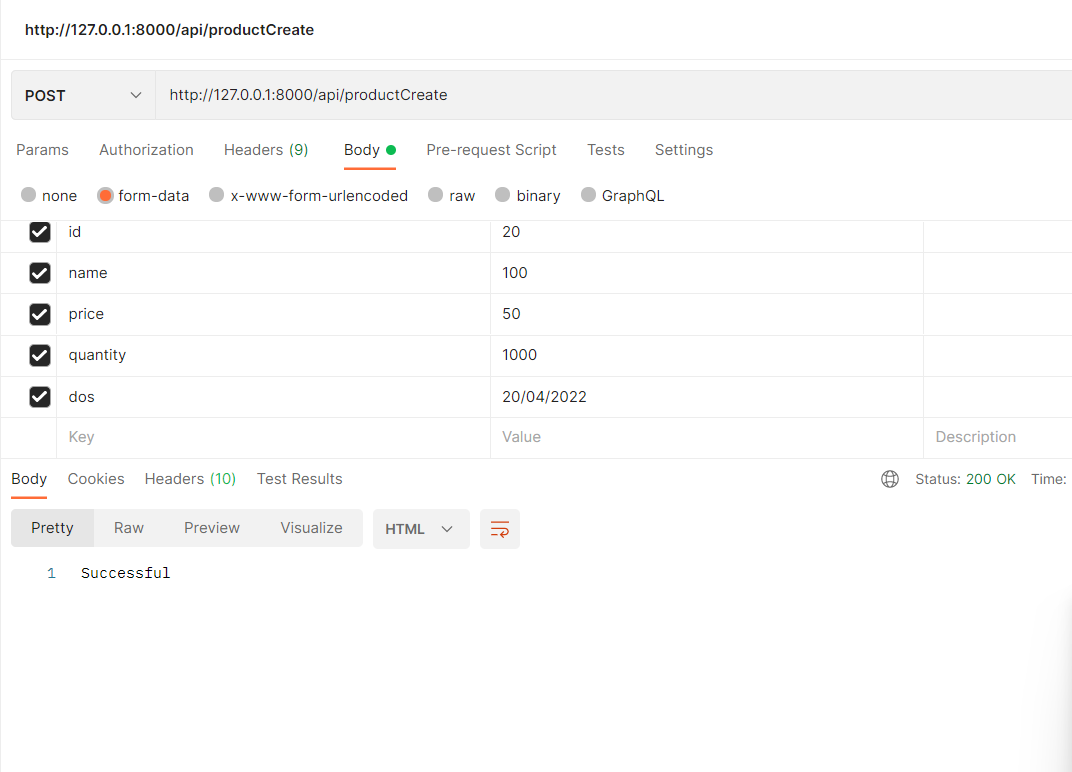 http://127.0.0.1:8000/api/productCreate
POST http://127.0.0.1:8000/api/productCreate
Params Authorization Headers (9) Body Pre-request Script Tests Settings
none form-data x-www-form-urlencoded raw binary GraphQL
id 20
name 100
price 50
quantity 1000
dos 20/04/2022
Key Value Description
Body Cookies Headers (10) Test Results Status: 200 OK Time:
Pretty Raw Preview Visualize HTML
1 Successful